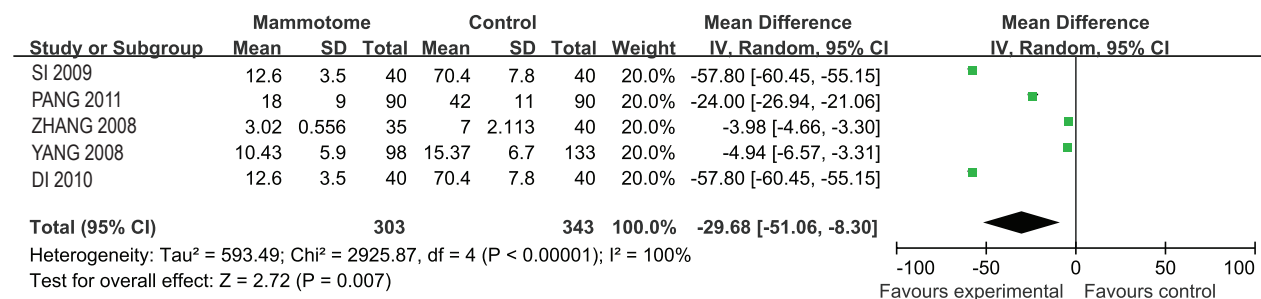 Mammotome Control Mean Difference Mean Difference
Study or Subgroup Mean SD Total Mean SD Total Weight IV, Random, 95% CI IV, Random, 95% CI
SI 2009 12.6 3.5 40 70.4 7.8 40 20.0% -57.80 [-60.45, -55.15]
PANG 2011 18 9 90 42 11 90 20.0% -24.00 [-26.94, -21.06]
ZHANG 2008 3.02 0.556 35 7 2.113 40 20.0% -3.98 [-4.66, -3.30]
YANG 2008 10.43 5.9 98 15.37 6.7 133 20.0% -4.94 [-6.57, -3.31]
DI 2010 12.6 3.5 40 70.4 7.8 40 20.0% -57.80 [-60.45, -55.15]
Total (95% CI) 303 343 100.0% -29.68 [-51.06, -8.30]
Heterogeneity: Tau² = 593.49; Chi² = 2925.87, df = 4 (P < 0.00001); I² = 100%
Test for overall effect: Z = 2.72 (P = 0.007)
-100 -50 0 50 100
Favours experimental Favours control